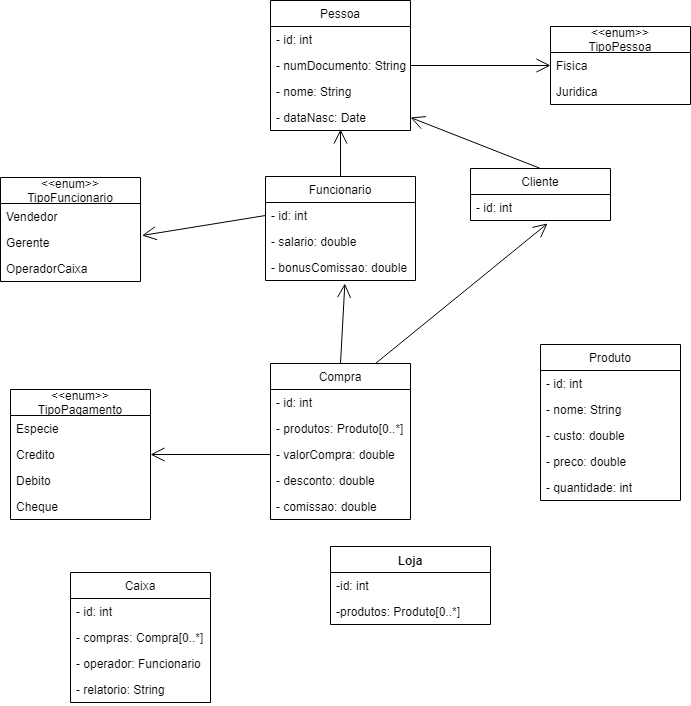 Pessoa
- id: int
- numDocumento: String
- nome: String
- dataNasc: Date
<<enum>>
TipoPessoa
Fisica
Juridica
<<enum>>
TipoFuncionario
Vendedor
Gerente
OperadorCaixa
Funcionario
- id: int
- salario: double
- bonusComissao: double
Cliente
- id: int
<<enum>>
TipoPagamento
Especie
Credito
Debito
Cheque
Compra
- id: int
- produtos: Produto[0..*]
- valorCompra: double
- desconto: double
- comissao: double
Produto
- id: int
- nome: String
- custo: double
- preco: double
- quantidade: int
Caixa
- id: int
- compras: Compra[0..*]
- operador: Funcionario
- relatorio: String
Loja
-id: int
-produtos: Produto[0..*]